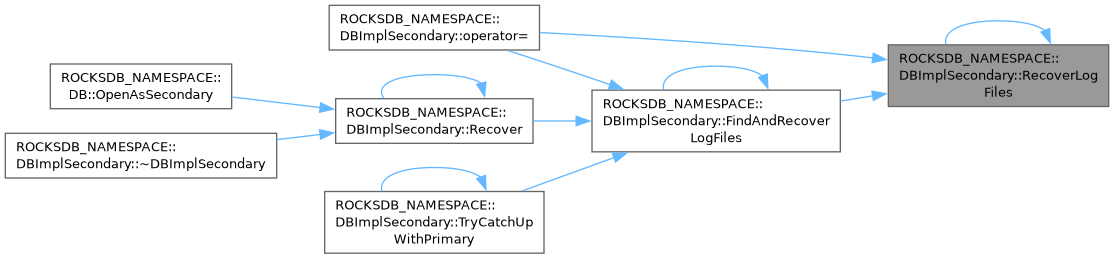 ROCKSDB_NAMESPACE::
DBImplSecondary::operator=
ROCKSDB_NAMESPACE::
DBImplSecondary::RecoverLog
Files
ROCKSDB_NAMESPACE::
DB::OpenAsSecondary
ROCKSDB_NAMESPACE::
DBImplSecondary::Recover
ROCKSDB_NAMESPACE::
DBImplSecondary::FindAndRecover
LogFiles
ROCKSDB_NAMESPACE::
DBImplSecondary::~DBImplSecondary
ROCKSDB_NAMESPACE::
DBImplSecondary::TryCatchUp
WithPrimary